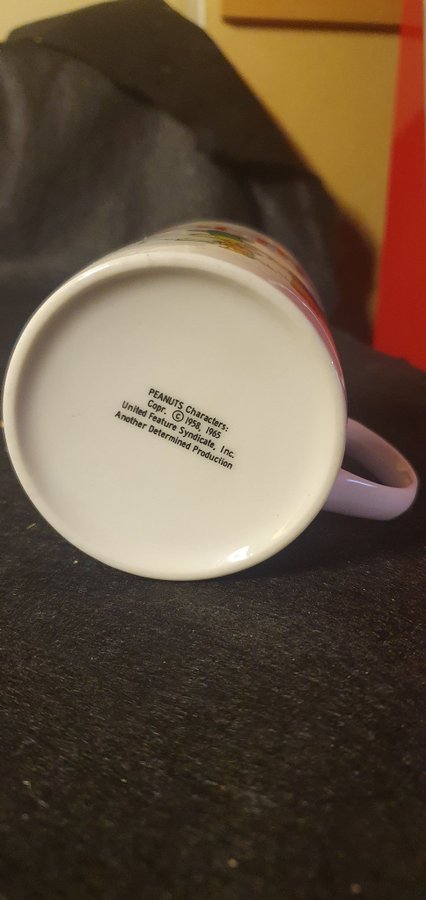 PEANUTS Characters:
Copr. © 1958, 1965
United Feature Syndicate, Inc.
Another Determined Production